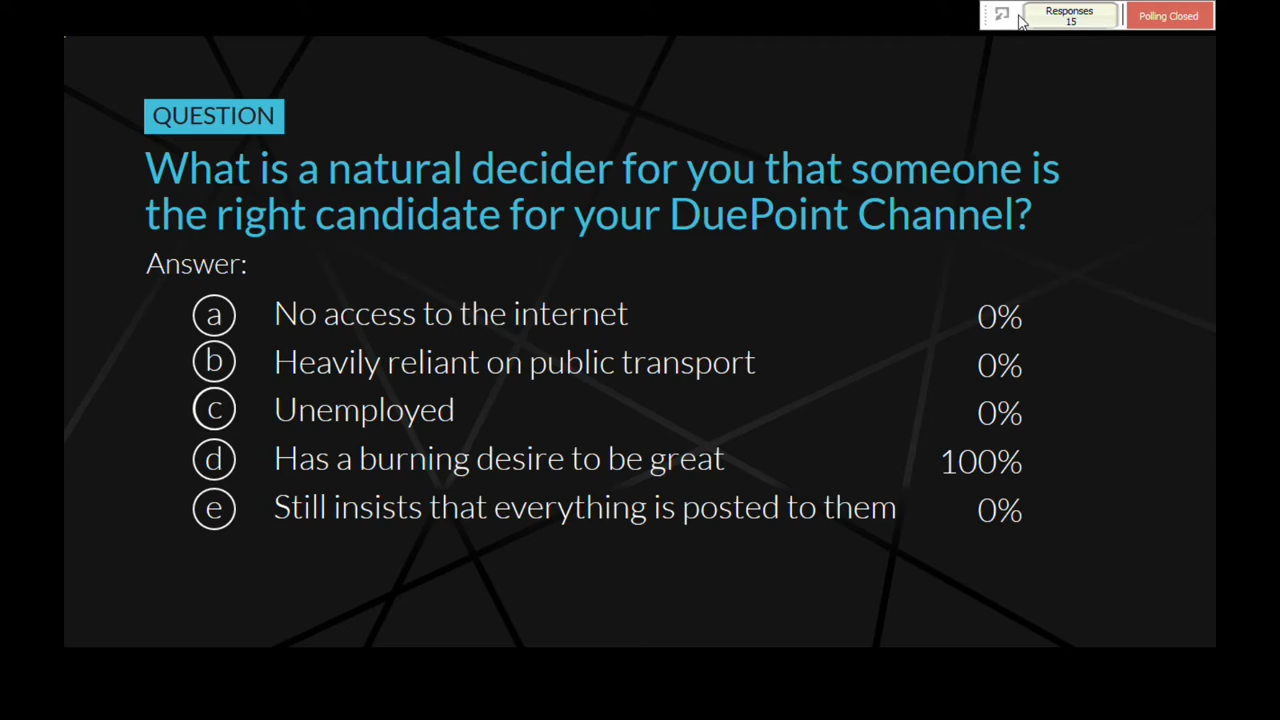 Responses
15
Polling Closed
QUESTION
What is a natural decider for you that someone is
the right candidate for your DuePoint Channel?
Answer:
a No access to the internet 0%
b Heavily reliant on public transport 0%
c Unemployed 0%
d Has a burning desire to be great 100%
e Still insists that everything is posted to them 0%